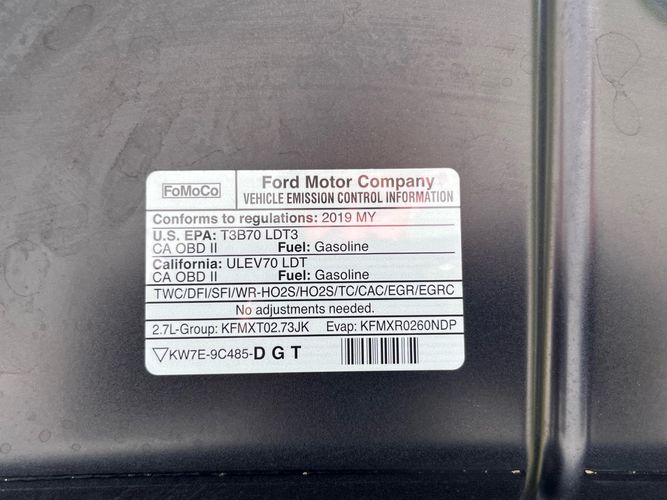 FoMoCo
Ford Motor Company
VEHICLE EMISSION CONTROL INFORMATION
Conforms to regulations: 2019 MY
U.S. EPA: T3B70 LDT3
CA OBD II Fuel: Gasoline
California: ULEV70 LDT
CA OBD II Fuel: Gasoline
TWC/DFI/SFI/WR-HO2S/HO2S/TC/CAC/EGR/EGRC
No adjustments needed.
2.7L-Group: KFMXT02.73JK Evap: KFMXR0260NDP
▽KW7E-9C485-D G T